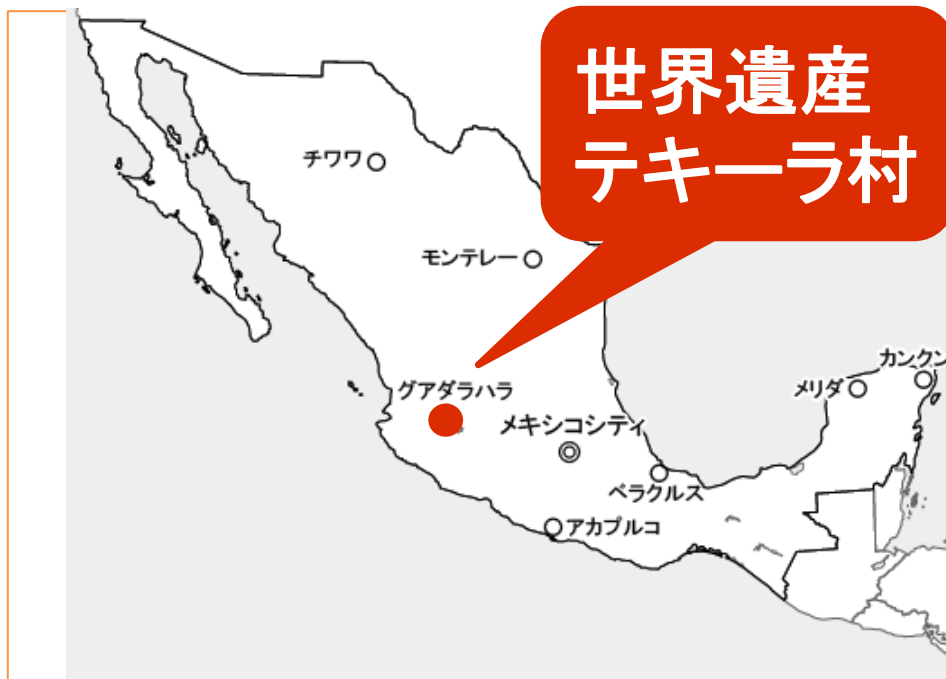 世界遺産
テキーラ村
チワワ
モンテレー
カンクン
メリダ
グアダラハラ
メキシコシティ
ベラクルス
アカプルコ